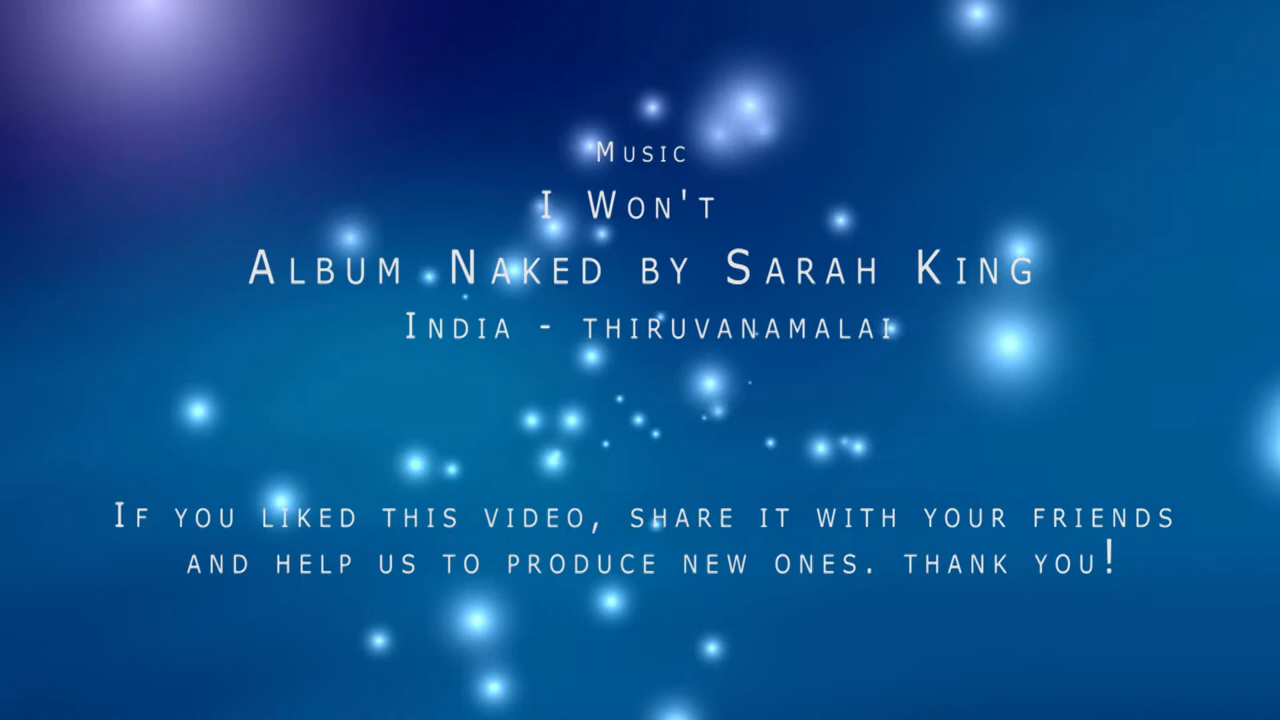 Music
I Won't
Album Naked by Sarah King
India - thiruvanamalai
If you liked this video, share it with your friends
and help us to produce new ones. thank you!